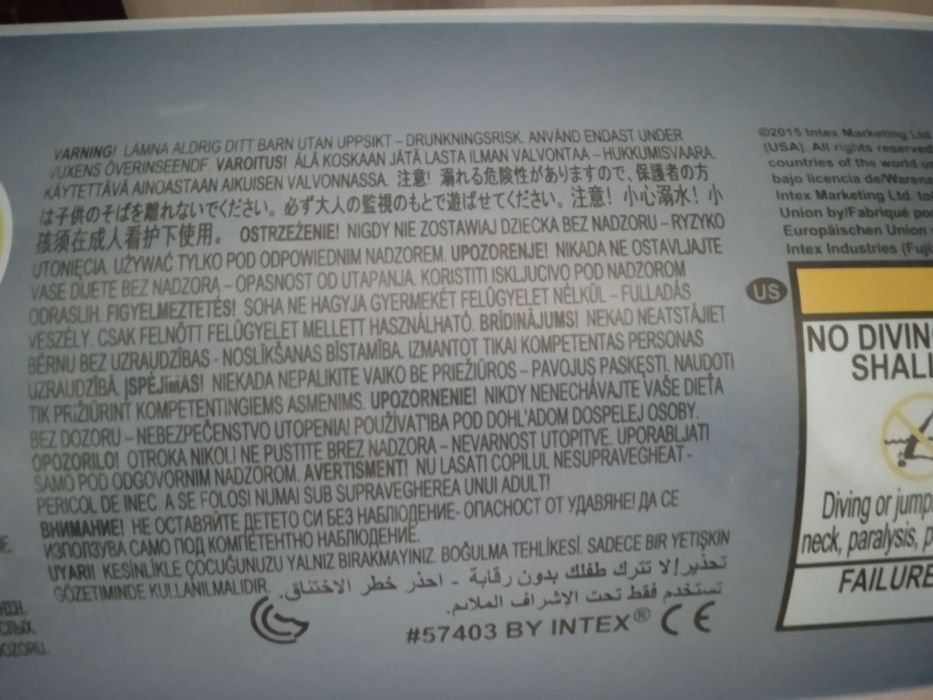 VARNING! LÄMNA ALDRIG DITT BARN UTAN UPPSIKT – DRUNKNINGSRISK. ANVÄND ENDAST UNDER
VUXENS ÖVERINSEENDE. VAROITUS! ÄLÄ KOSKAAN JÄTÄ LASTA ILMAN VALVONTAA – HUKKUMISVAARA.
KÄYTETTÄVÄ AINOASTAAN AIKUISEN VALVONNASSA. 注意! 溺れる危険性がありますので、保護者の方
は子供のそばを離れないでください。必ず大人の監視のもとで遊ばせてください。注意! 小心溺水! 小
孩须在成人看护下使用。 OSTRZEŻENIE! NIGDY NIE ZOSTAWIAJ DZIECKA BEZ NADZORU – RYZYKO
UTONIĘCIA. UŻYWAĆ TYLKO POD ODPOWIEDNIM NADZOREM. UPOZORENJE! NIKADA NE OSTAVLJAJTE
VASE DIJETE BEZ NADZORA – OPASNOST OD UTAPANJA. KORISTITI ISKLJUCIVO POD NADZOROM
ODRASLIH. FIGYELMEZTETÉS! SOHA NE HAGYJA GYERMEKÉT FELÜGYELET NÉLKÜL – FULLADÁS
VESZÉLY. CSAK FELNŐTT FELÜGYELET MELLETT HASZNÁLHATÓ. BRĪDINĀJUMS! NEKAD NEATSTĀJIET
BĒRNU BEZ UZRAUDZĪBAS - NOSLĪKŠANAS BĪSTAMĪBA. IZMANTOT TIKAI KOMPETENTAS PERSONAS
UZRAUDZĪBĀ. ĮSPĖJIMAS! NIEKADA NEPALIKITE VAIKO BE PRIEŽIŪROS – PAVOJUS PASKĘSTI. NAUDOTI
TIK PRIŽIŪRINT KOMPETENTINGIEMS ASMENIMS. UPOZORNENIE! NIKDY NENECHÁVAJTE VAŠE DIEŤA
BEZ DOZORU – NEBEZPEČENSTVO UTOPENIA! POUŽÍVAŤ'IBA POD DOHL'ADOM DOSPELEJ OSOBY.
OPOZORILO! OTROKA NIKOLI NE PUSTITE BREZ NADZORA – NEVARNOST UTOPITVE. UPORABLJATI
SAMO POD ODGOVORNIM NADZOROM. AVERTISMENT! NU LASATI COPILUL NESUPRAVEGHEAT -
PERICOL DE INEC. A SE FOLOSI NUMAI SUB SUPRAVEGHEREA UNUI ADULT!
ВНИМАНИЕ! НЕ ОСТАВЯЙТЕ ДЕТЕТО СИ БЕЗ НАБЛЮДЕНИЕ- ОПАСНОСТ ОТ УДАВЯНЕ! ДА СЕ
ИЗПОЛЗУВА САМО ПОД КОМПЕТЕНТНО НАБЛЮДЕНИЕ.
UYARI! KESİNLİKLE ÇOCUĞUNUZU YALNIZ BIRAKMAYINIZ. BOĞULMA TEHLİKESİ. SADECE BİR YETİŞKİN
GÖZETİMİNDE KULLANILMALIDIR. تحذير! لا تترك طفلك بدون رقابة - احذر خطر الاختناق.
تستخدم فقط تحت الإشراف الملائم.
#57403 BY INTEX® CE
©2015 Intex Marketing Ltd
(USA). All rights reserved
countries of the world
bajo licencia de/Warena
Intex Marketing Ltd. to/
Union by/Fabriqué po
Europäischen Union
Intex Industries (Fuji
US
NO DIVING
SHAL
Diving or jump
neck, paralysis,
FAILURE
DOZORU.